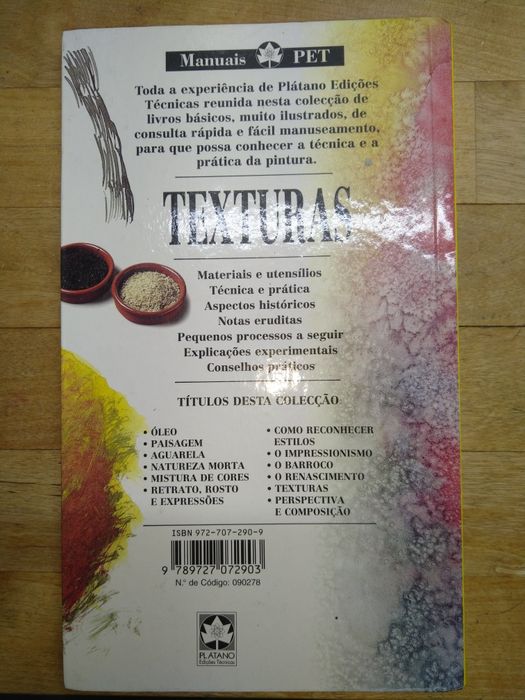 Manuais PET
Toda a experiência de Plátano Edições
Técnicas reunida nesta colecção de
livros básicos, muito ilustrados, de
consulta rápida e fácil manuseamento,
para que possa conhecer a técnica e a
prática da pintura.
TEXTURAS
Materiais e utensílios
Técnica e prática
Aspectos históricos
Notas eruditas
Pequenos processos a seguir
Explicações experimentais
Conselhos práticos
TÍTULOS DESTA COLECÇÃO
• ÓLEO
• PAISAGEM
• AGUARELA
• NATUREZA MORTA
• MISTURA DE CORES
• RETRATO, ROSTO
E EXPRESSÕES
• COMO RECONHECER
ESTILOS
• O IMPRESSIONISMO
• O BARROCO
• O RENASCIMENTO
• TEXTURAS
• PERSPECTIVA
E COMPOSIÇÃO
ISBN 972-707-290-9
9 789727 072903
N.º de Código: 090278
PLÁTANO
Edições Técnicas